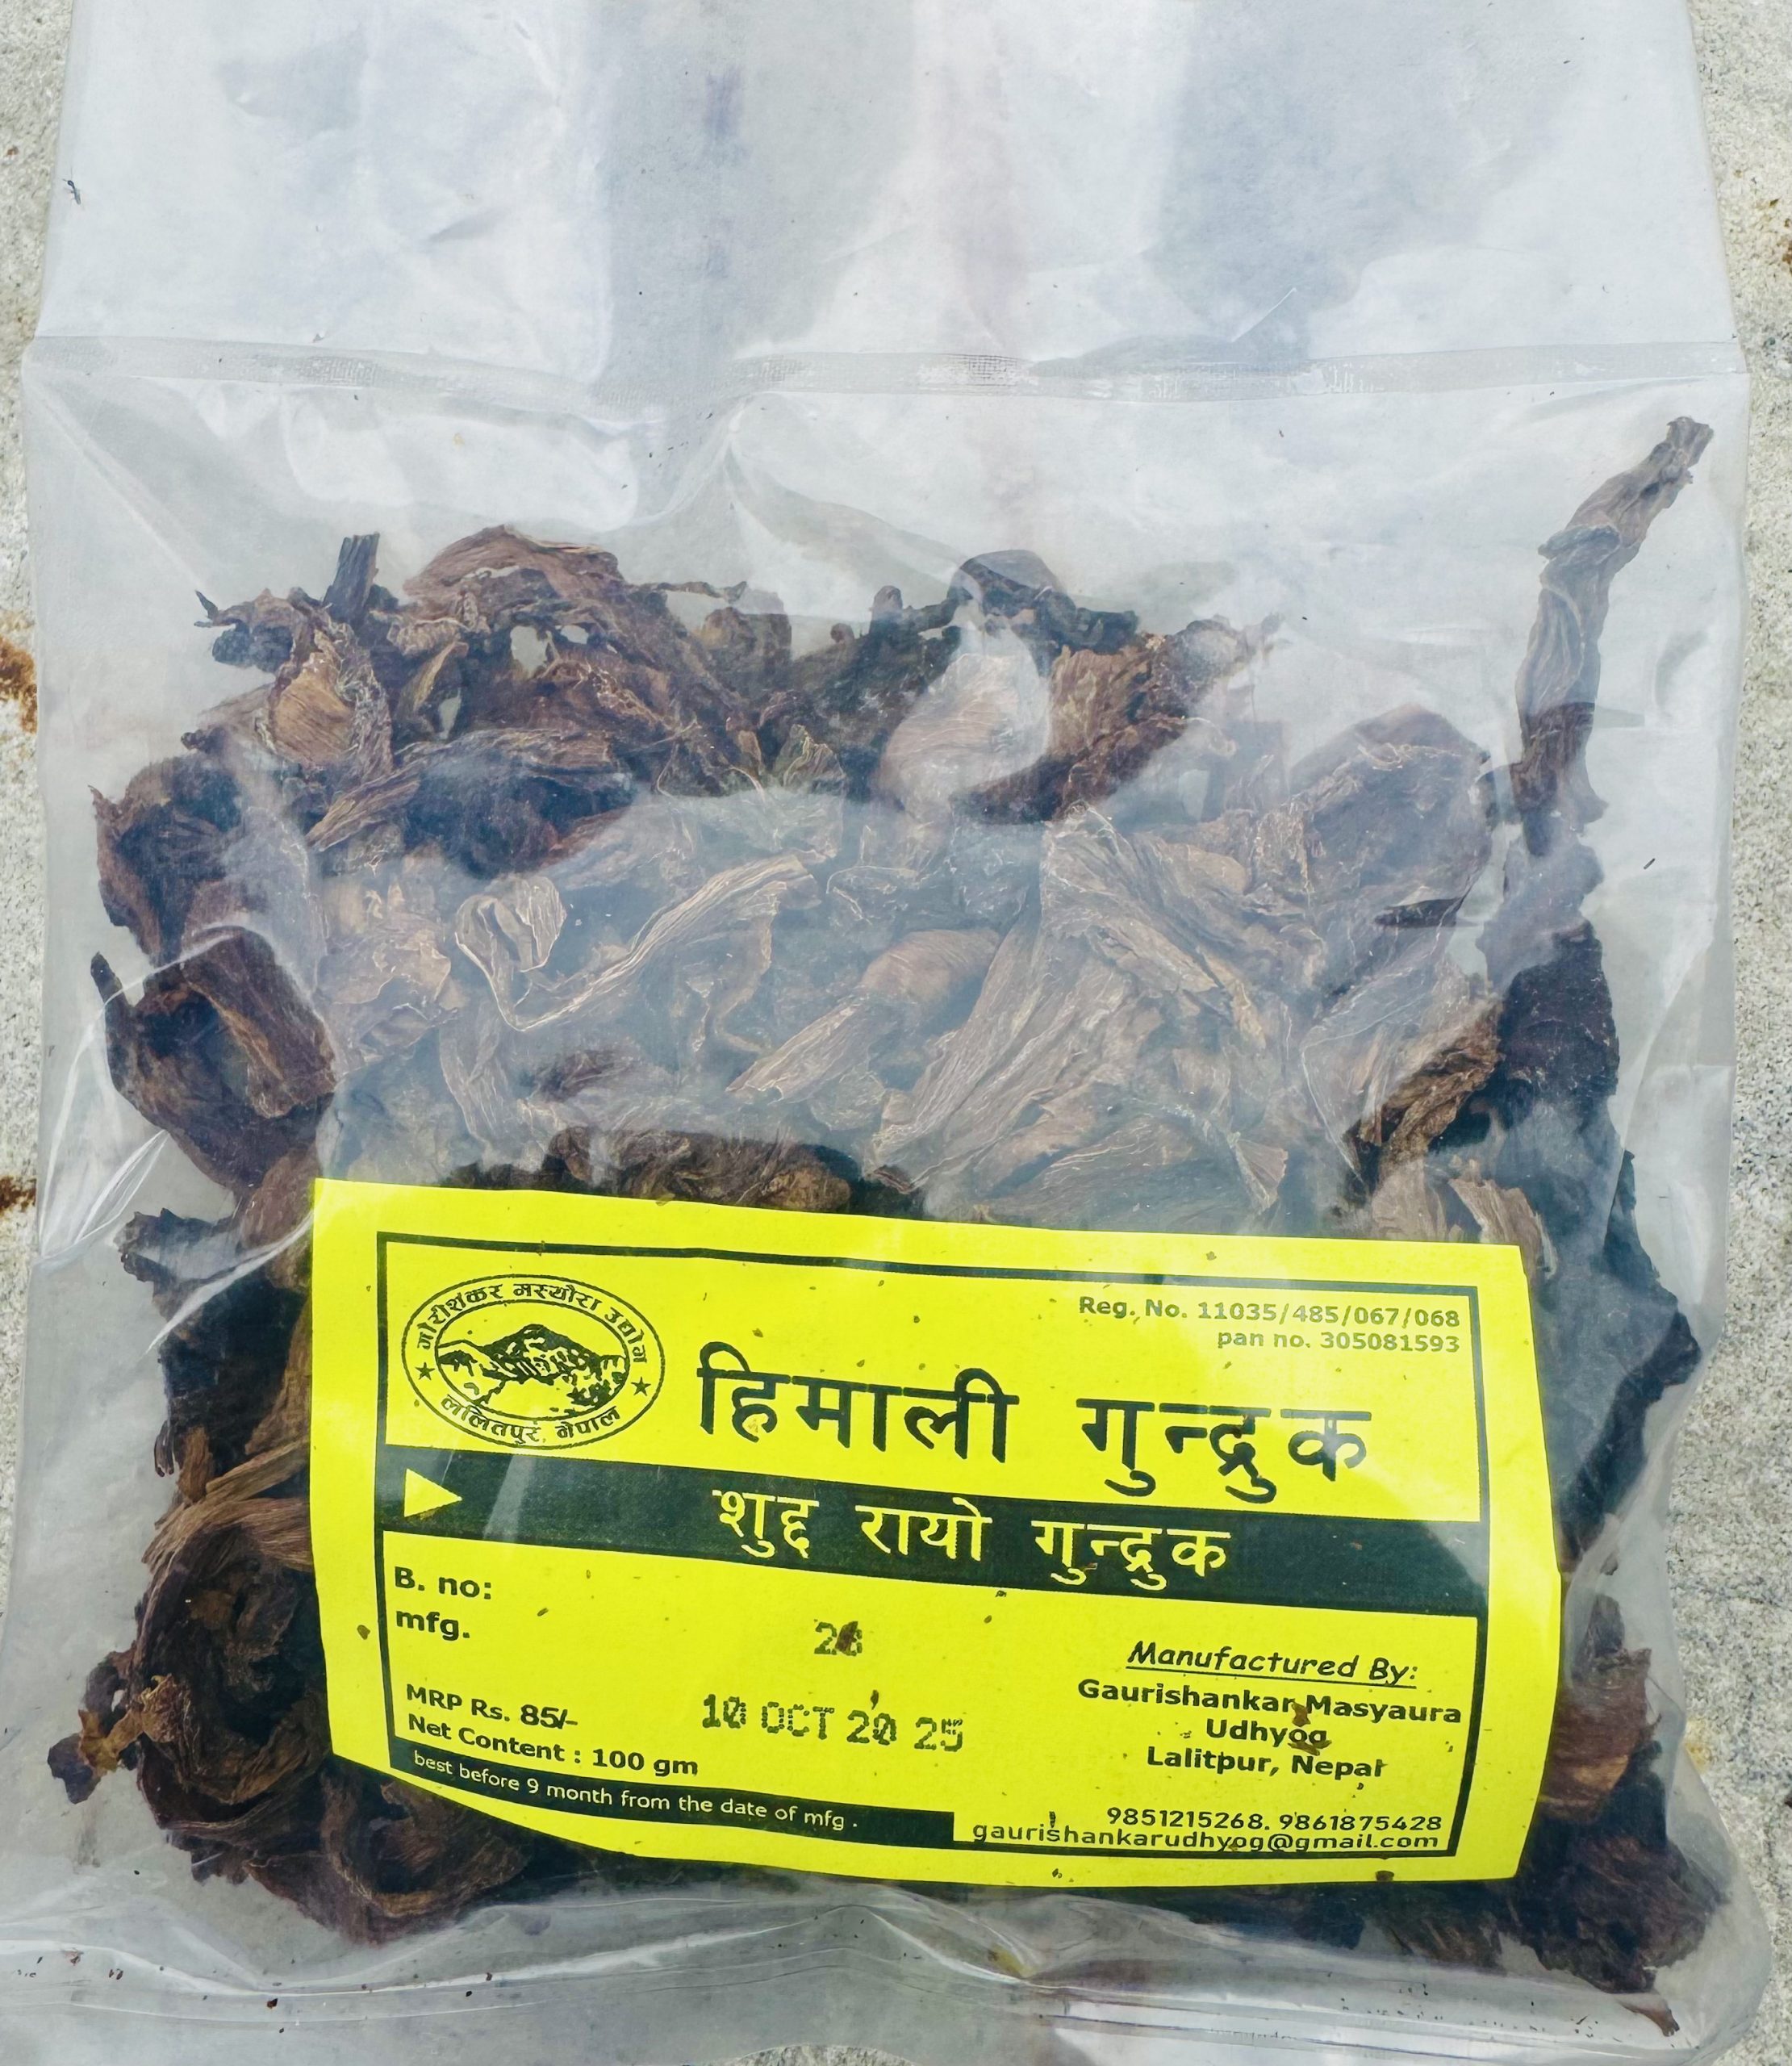 गौरीशंकर मस्यौरा उद्योग
ललितपुर, नेपाल
Reg. No. 11035/485/067/068
pan no. 305081593
हिमाली गुन्द्रुक
शुद्द रायो गुन्द्रुक
B. no:
mfg.
10 OCT 20 25
MRP Rs. 85/-
Net Content : 100 gm
best before 9 month from the date of mfg .
Manufactured By:
Gaurishankar Masyaura
Udhyog
Lalitpur, Nepal
9851215268. 9861875428
gaurishankarudhyog@gmail.com